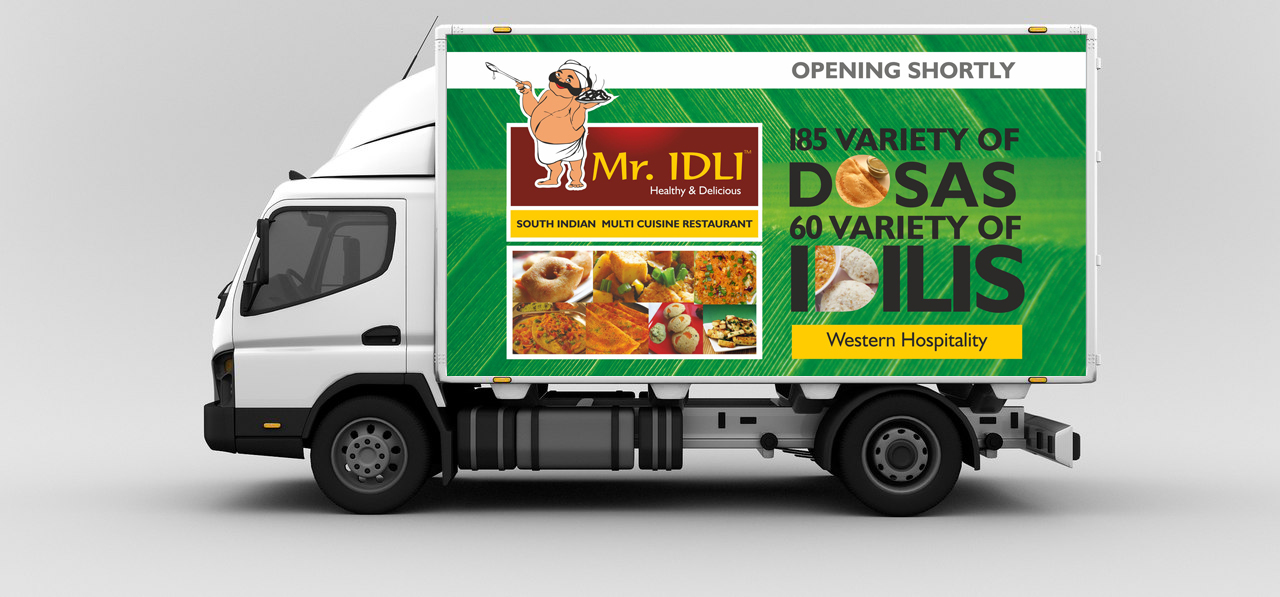 OPENING SHORTLY
Mr. IDLI™
Healthy & Delicious
SOUTH INDIAN MULTI CUISINE RESTAURANT
185 VARIETY OF
DOSAS
60 VARIETY OF
IDILIS
Western Hospitality